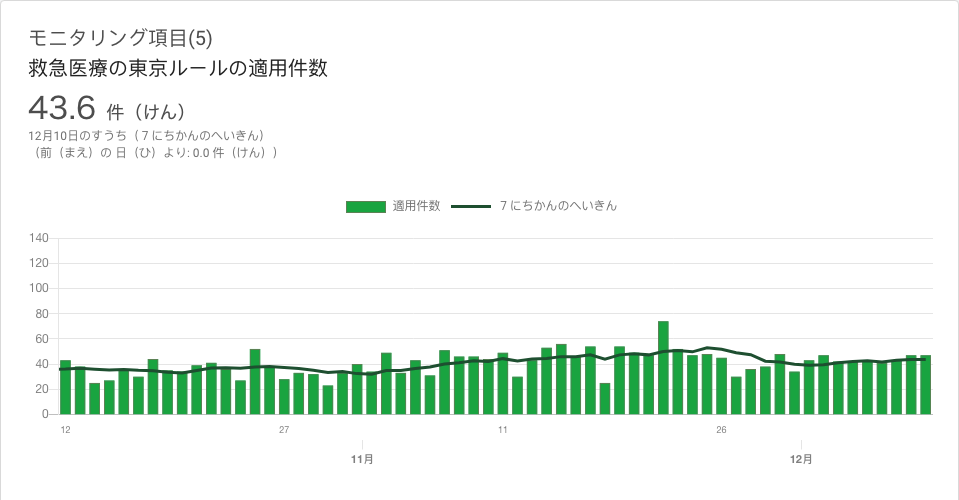 モニタリング項目(5)
救急医療の東京ルールの適用件数
43.6 件（けん）
12月10日のすうち（７にちかんのへいきん）
（前（まえ）の 日（ひ）より: 0.0 件（けん））
適用件数 ７にちかんのへいきん
140
120
100
80
60
40
20
0
12 27 11 26
11月 12月